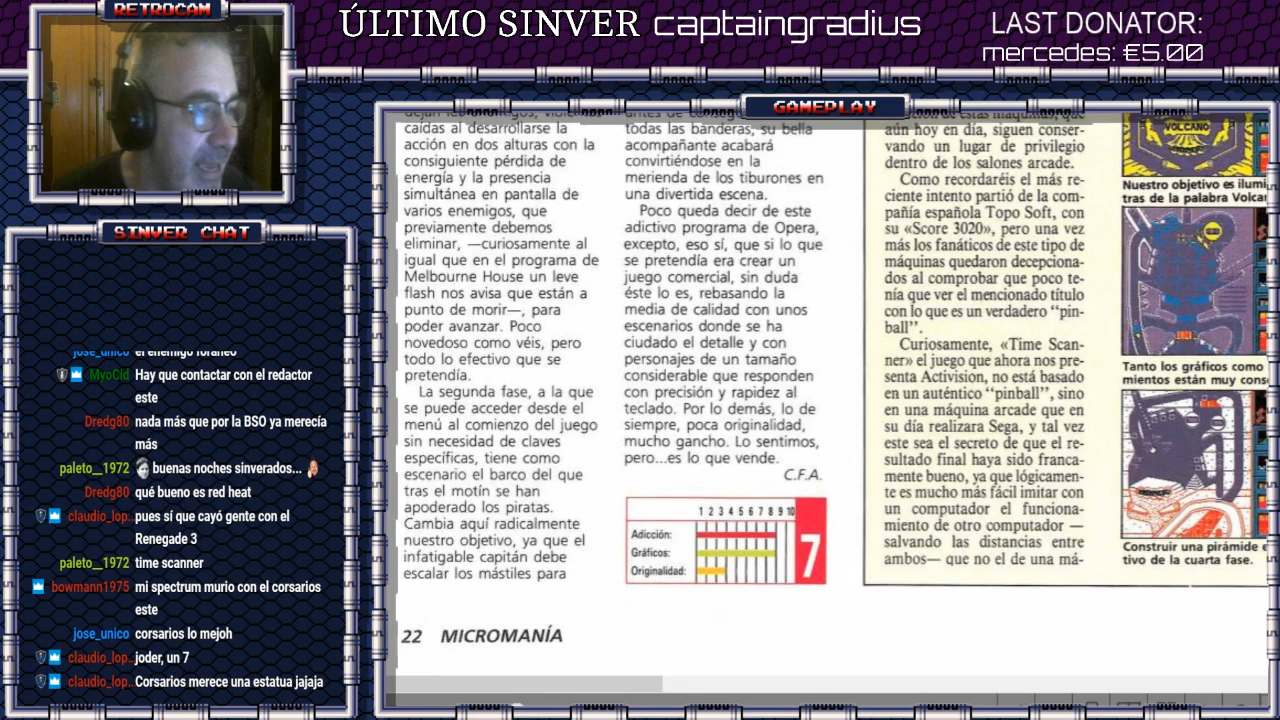 RETROCAM
ÚLTIMO SINVER captaingradius
LAST DONATOR:
mercedes: €5.00
SINVER CHAT
jose_unico el enemigo foráneo
MyoCid Hay que contactar con el redactor
este
Dredg80 nada más que por la BSO ya merecía
más
paleto__1972 buenas noches sinverados...
Dredg80 qué bueno es red heat
claudio_lop.. pues sí que cayó gente con el
Renegade 3
paleto__1972 time scanner
bowmann1975 mi spectrum murio con el corsarios
este
jose_unico corsarios lo mejoh
claudio_lop.. joder, un 7
claudio_lop.. Corsarios merece una estatua jajaja
GAMEPLAY
caídas al desarrollarse la
acción en dos alturas con la
consiguiente pérdida de
energía y la presencia
simultánea en pantalla de
varios enemigos, que
previamente debemos
eliminar, —curiosamente al
igual que en el programa de
Melbourne House un leve
flash nos avisa que están a
punto de morir—, para
poder avanzar. Poco
novedoso como véis, pero
todo lo efectivo que se
pretendía.
La segunda fase, a la que
se puede acceder desde el
menú al comienzo del juego
sin necesidad de claves
específicas, tiene como
escenario el barco del que
tras el motín se han
apoderado los piratas.
Cambia aquí radicalmente
nuestro objetivo, ya que el
infatigable capitán debe
escalar los mástiles para
todas las banderas, su bella
acompañante acabará
convirtiéndose en la
merienda de los tiburones en
una divertida escena.
Poco queda decir de este
adictivo programa de Opera,
excepto, eso sí, que si lo que
se pretendía era crear un
juego comercial, sin duda
éste lo es, rebasando la
media de calidad con unos
escenarios donde se ha
ciudado el detalle y con
personajes de un tamaño
considerable que responden
con precisión y rapidez al
teclado. Por lo demás, lo de
siempre, poca originalidad,
mucho gancho. Lo sentimos,
pero...es lo que vende.
C.F.A.
1 2 3 4 5 6 7 8 9 10
Adicción:
Gráficos:
Originalidad:
7
22 MICROMANÍA
de estas máquinas, que
aún hoy en día, siguen conser-
vando un lugar de privilegio
dentro de los salones arcade.
Como recordaréis el más re-
ciente intento partió de la com-
pañía española Topo Soft, con
su «Score 3020», pero una vez
más los fanáticos de este tipo de
máquinas quedaron decepciona-
dos al comprobar que poco te-
nía que ver el mencionado título
con lo que es un verdadero “pin-
ball”.
Curiosamente, «Time Scan-
ner» el juego que ahora nos pre-
senta Activision, no está basado
en un auténtico “pinball”, sino
en una máquina arcade que en
su día realizara Sega, y tal vez
este sea el secreto de que el re-
sultado final haya sido franca-
mente bueno, ya que lógicamen-
te es mucho más fácil imitar con
un computador el funciona-
miento de otro computador —
salvando las distancias entre
ambos— que no el de una má-
VOLCANO
Nuestro objetivo es ilumi
tras de la palabra Volca
Tanto los gráficos como
mientos están muy cons
Construir una pirámide e
tivo de la cuarta fase.